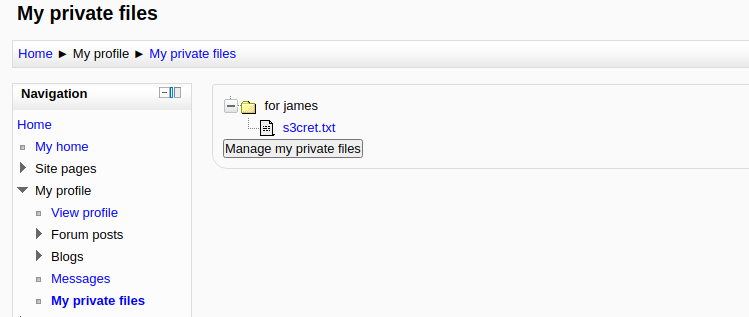 My private files
Home ► My profile ► My private files
Navigation
Home
My home
Site pages
My profile
View profile
Forum posts
Blogs
Messages
My private files
for james
s3cret.txt
Manage my private files